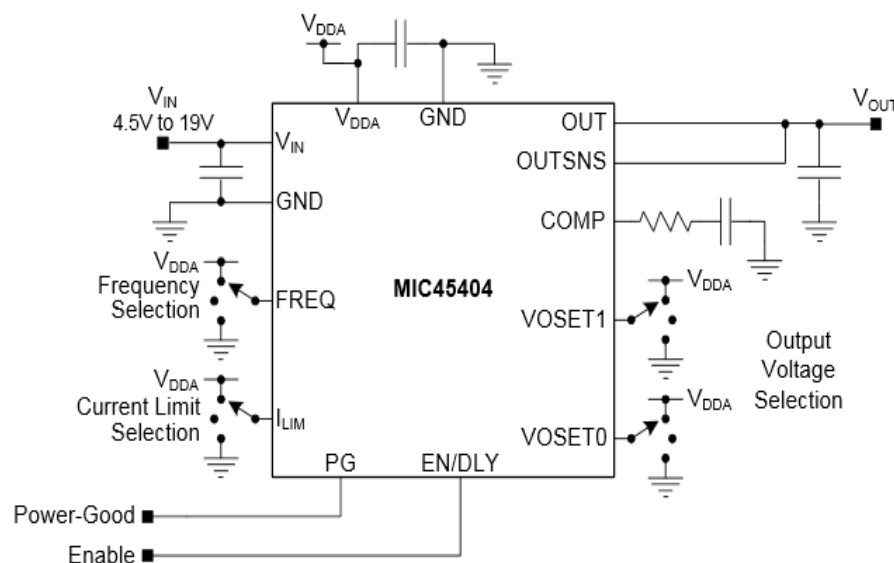 VDDA
VIN
4.5V to 19V
VDDA
GND
VIN
GND
OUT
OUTSNS
VOUT
COMP
VDDA
Frequency
Selection
FREQ
MIC45404
VOSET1
VDDA
Output
Voltage
Selection
VDDA
Current Limit
Selection
ILIM
VOSET0
VDDA
PG
EN/DLY
Power-Good
Enable